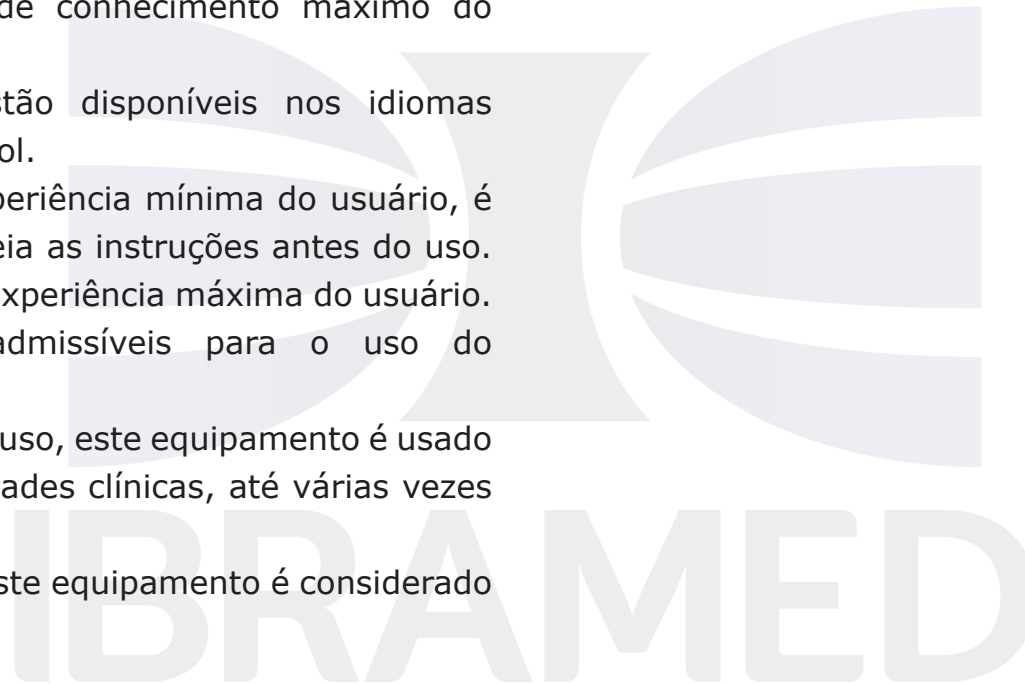 de conhecimento máximo do
stão disponíveis nos idiomas
ol.
periência mínima do usuário, é
eia as instruções antes do uso.
xperiência máxima do usuário.
admissíveis para o uso do
uso, este equipamento é usado
ades clínicas, até várias vezes
ste equipamento é considerado
IBRAMED